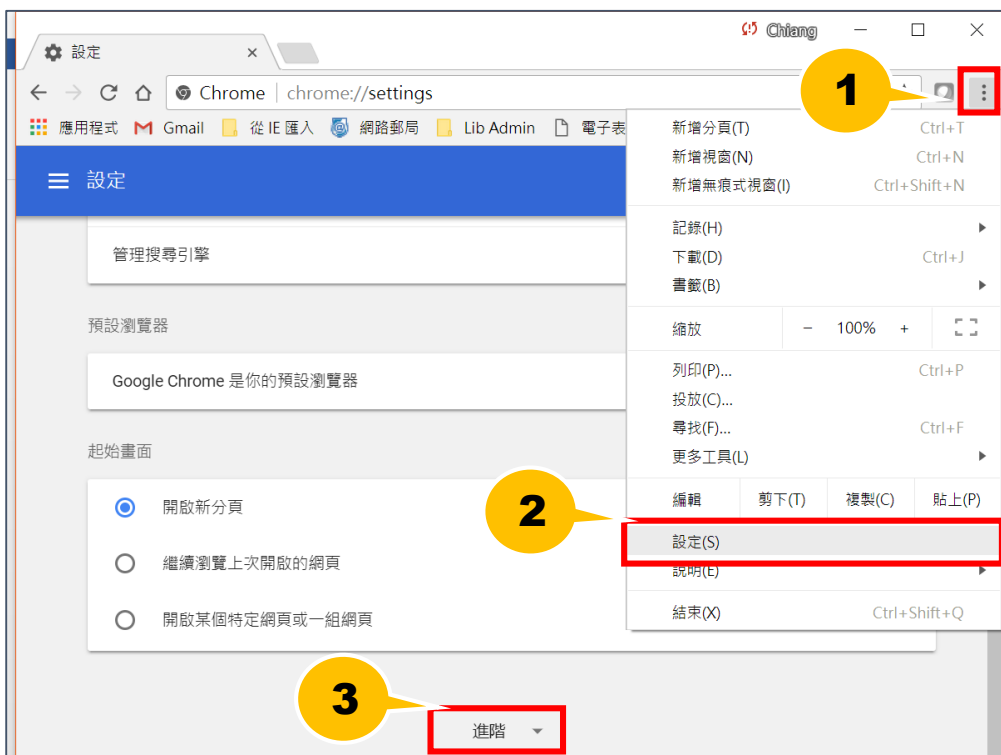 Chiang
設定
Chrome | chrome://settings
1
應用程式 Gmail 從 IE 匯入 網路郵局 Lib Admin 電子表
設定
管理搜尋引擎
預設瀏覽器
Google Chrome 是你的預設瀏覽器
起始畫面
開啟新分頁
繼續瀏覽上次開啟的網頁
開啟某個特定網頁或一組網頁
新增分頁(T) Ctrl+T
新增視窗(N) Ctrl+N
新增無痕式視窗(I) Ctrl+Shift+N
記錄(H)
下載(D) Ctrl+J
書籤(B)
縮放 − 100% +
列印(P)... Ctrl+P
投放(C)...
尋找(F)... Ctrl+F
更多工具(L)
編輯 剪下(T) 複製(C) 貼上(P)
2
設定(S)
說明(E)
結束(X) Ctrl+Shift+Q
3
進階